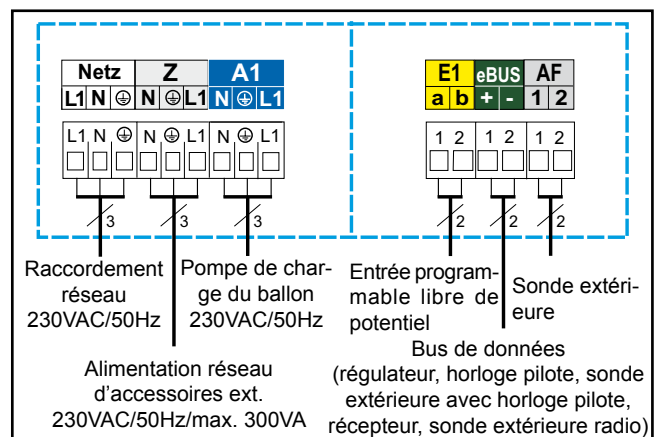 Netz Z A1
L1 N ⏚ N ⏚ L1 N ⏚ L1
L1 N ⏚ N ⏚ L1 N ⏚ L1
3 3 3
E1 eBUS AF
a b + - 1 2
1 2 1 2 1 2
2 2 2
Raccordement
réseau
230VAC/50Hz
Pompe de char-
ge du ballon
230VAC/50Hz
Alimentation réseau
d'accessoires ext.
230VAC/50Hz/max. 300VA
Entrée program-
mable libre de
potentiel
Sonde extéri-
eure
Bus de données
(régulateur, horloge pilote, sonde
extérieure avec horloge pilote,
récepteur, sonde extérieure radio)